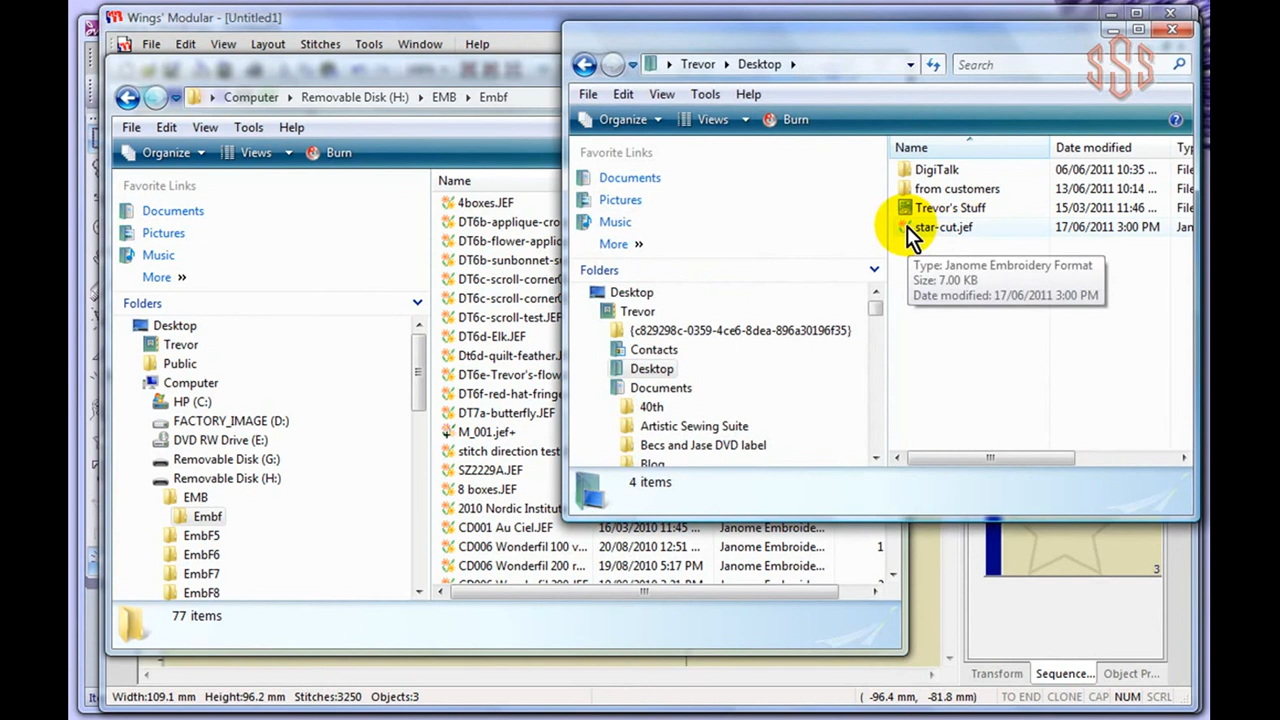 Wings' Modular - [Untitled1]
File Edit View Layout Stitches Tools Window Help
Computer Removable Disk (H:) EMB Embf
File Edit View Tools Help
Organize Views Burn
Favorite Links
Documents
Pictures
Music
More »
Folders
Desktop
Trevor
Public
Computer
HP (C:)
FACTORY_IMAGE (D:)
DVD RW Drive (E:)
Removable Disk (G:)
Removable Disk (H:)
EMB
Embf
EmbF5
EmbF6
EmbF7
EmbF8
Name
4boxes.JEF
DT6b-applique-cro
DT6b-flower-applic
DT6b-sunbonnet-s
DT6c-scroll-corner
DT6c-scroll-corner
DT6c-scroll-test.JEF
DT6d-Elk.JEF
Dt6d-quilt-feather.J
DT6e-Trevor's-flow
DT6f-red-hat-fringe
DT7a-butterfly.JEF
M_001.jef+
stitch direction test
SZ2229A.JEF
8 boxes.JEF
2010 Nordic Institut
CD001 Au Ciel.JEF 16/03/2010 11:45 ... Janome Embroide...
CD006 Wonderfil 100 v... 20/08/2010 12:51 ... Janome Embroide... 1
CD006 Wonderfil 200 r... 19/08/2010 5:17 PM Janome Embroide...
77 items
Trevor Desktop
Search
SSS
File Edit View Tools Help
Organize Views Burn
Favorite Links
Documents
Pictures
Music
More »
Folders
Desktop
Trevor
{c829298c-0359-4ce6-8dea-896a30196f35}
Contacts
Desktop
Documents
40th
Artistic Sewing Suite
Becs and Jase DVD label
Blog
Name Date modified Ty
DigiTalk 06/06/2011 10:35 ... File
from customers 13/06/2011 10:14 ... File
Trevor's Stuff 15/03/2011 11:46 ... File
star-cut.jef 17/06/2011 3:00 PM Jan
Type: Janome Embroidery Format
Size: 7.00 KB
Date modified: 17/06/2011 3:00 PM
4 items
3
Transform Sequence... Object Pr...
Width:109.1 mm Height:96.2 mm Stitches:3250 Objects:3
( -96.4 mm, -81.8 mm) TO END CLONE CAP NUM SCRL